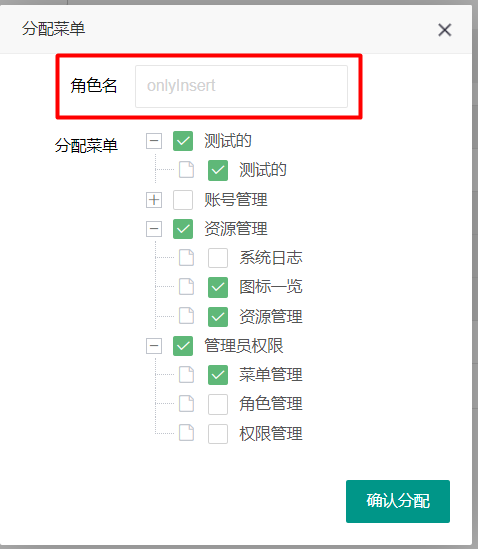 分配菜单
角色名 onlyInsert
分配菜单 测试的
测试的
账号管理
资源管理
系统日志
图标一览
资源管理
管理员权限
菜单管理
角色管理
权限管理
确认分配